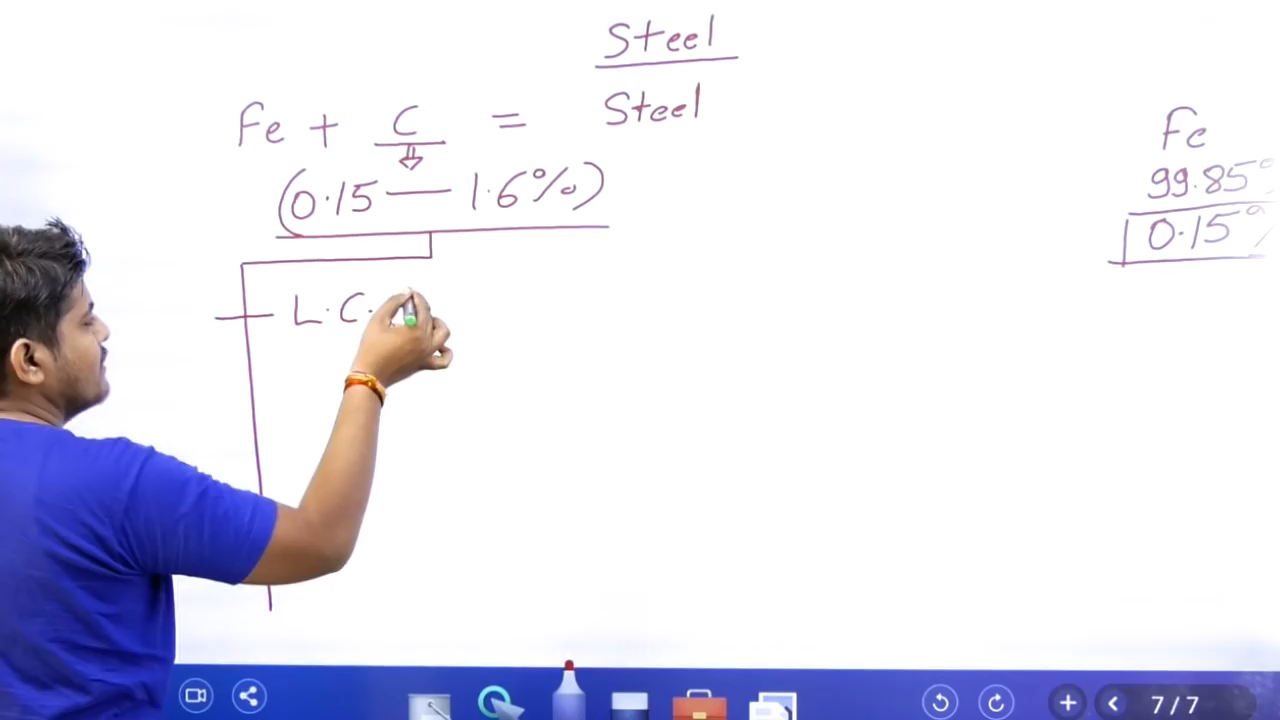 Steel
Fe + C = Steel
(0.15 — 1.6%)
L.C.
Fe
99.85%
0.15%
7/7